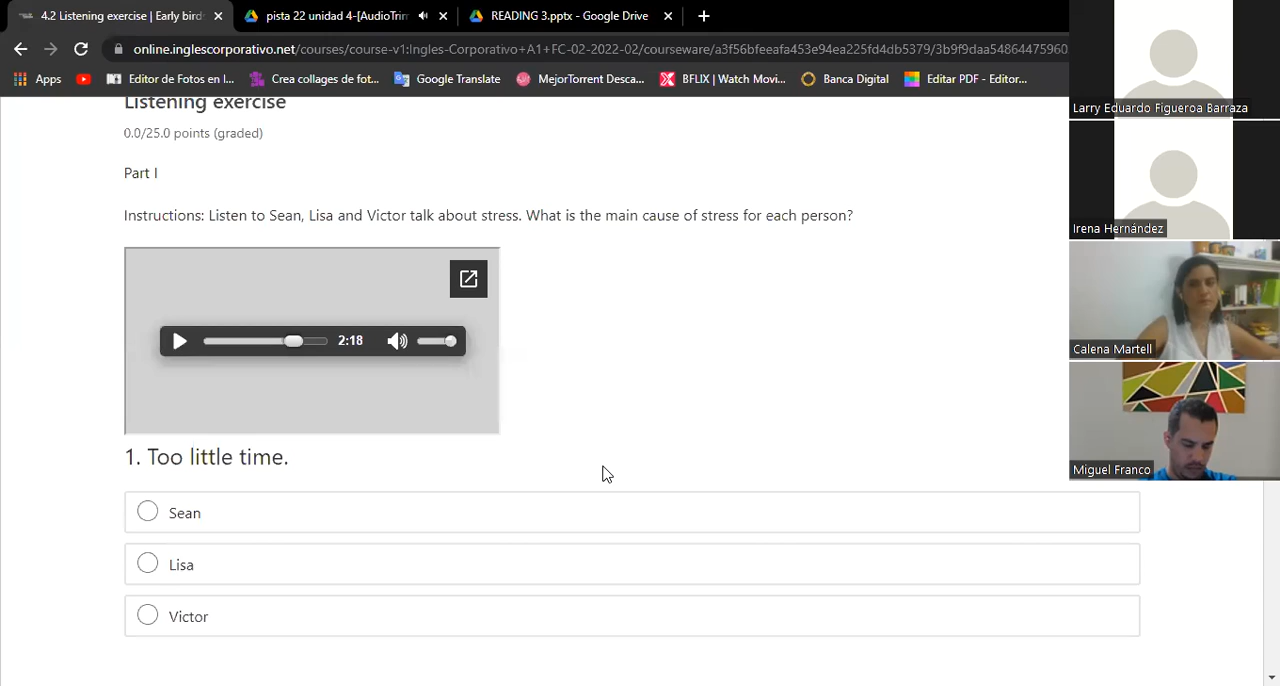 4.2 Listening exercise | Early bird
pista 22 unidad 4-[AudioTrim
READING 3.pptx - Google Drive
online.inglescorporativo.net/courses/course-v1:Ingles-Corporativo+A1+FC-02-2022-02/courseware/a3f56bfeeafa453e94ea225fd4db5379/3b9f9daa54864475960
Apps
Editor de Fotos en l...
Crea collages de fot...
Google Translate
MejorTorrent Desca...
BFLIX | Watch Movi...
Banca Digital
Editar PDF - Editor...
Listening exercise
0.0/25.0 points (graded)
Part I
Instructions: Listen to Sean, Lisa and Victor talk about stress. What is the main cause of stress for each person?
2:18
1. Too little time.
Sean
Lisa
Victor
Larry Eduardo Figueroa Barraza
Irena Hernández
Calena Martell
Miguel Franco